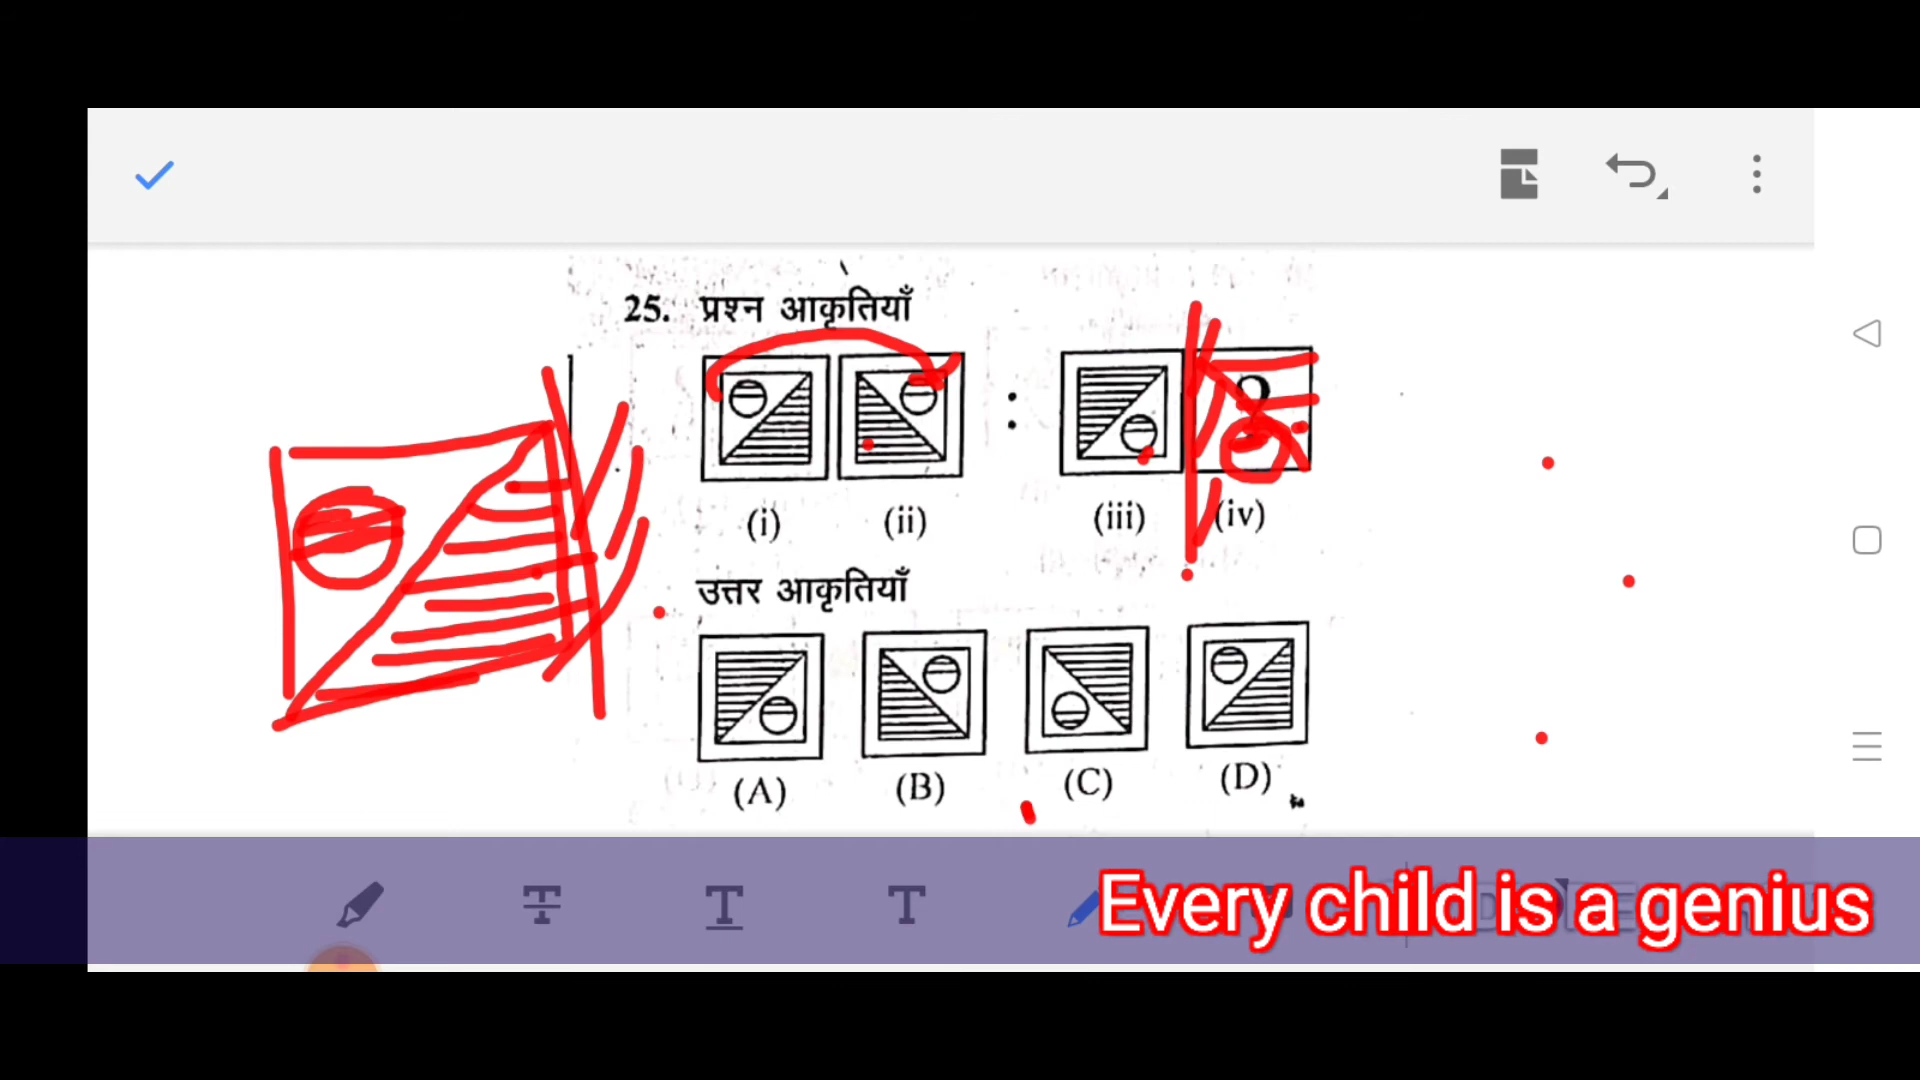 25. प्रश्न आकृतियाँ
: ?
(i) (ii) (iii) (iv)
उत्तर आकृतियाँ
(A) (B) (C) (D)
T T T
Every child is a genius